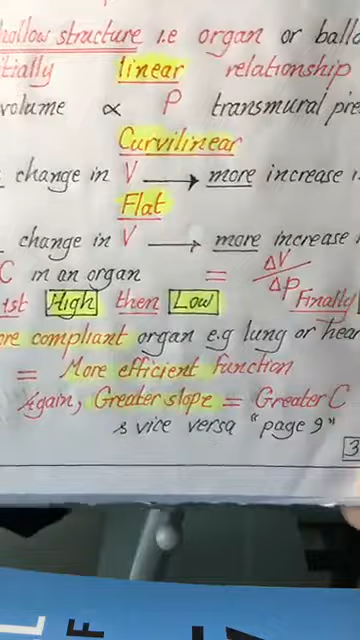 hollow structure i.e organ or ballo
tially linear relationship
volume ∝ P transmural pre
Curvilinear
change in V → more increase i
Flat
change in V → more increase i
C in an organ = ΔV/ΔP
1st High then Low Finally
ore compliant organ e.g lung or hear
= More efficient function
Again, Greater slope = Greater C
& vice versa "page 9"
3
L F